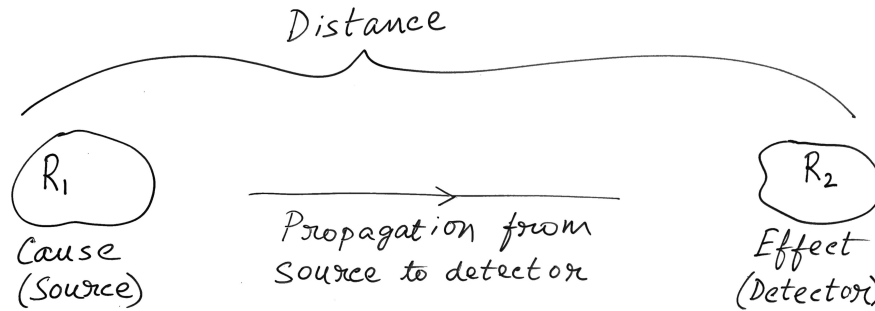 Distance
R₁
R₂
Cause
(Source)
Propagation from
source to detector
Effect
(Detector)